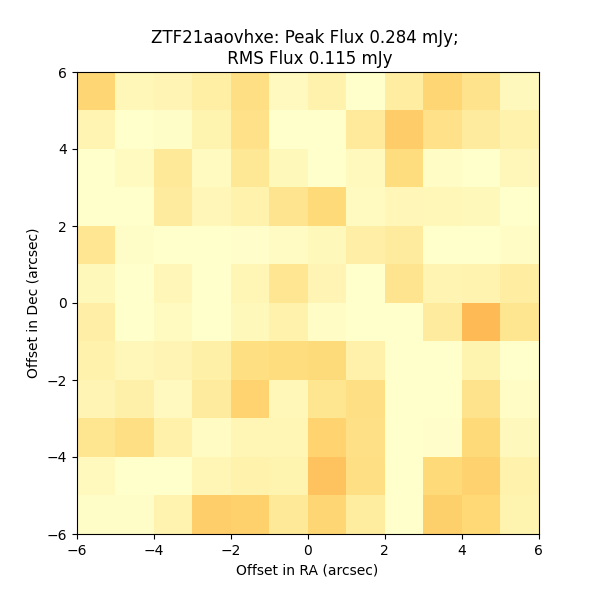 ZTF21aaovhxe: Peak Flux 0.284 mJy;
RMS Flux 0.115 mJy
6
4
2
0
−2
−4
−6
Offset in Dec (arcsec)
−6 −4 −2 0 2 4 6
Offset in RA (arcsec)